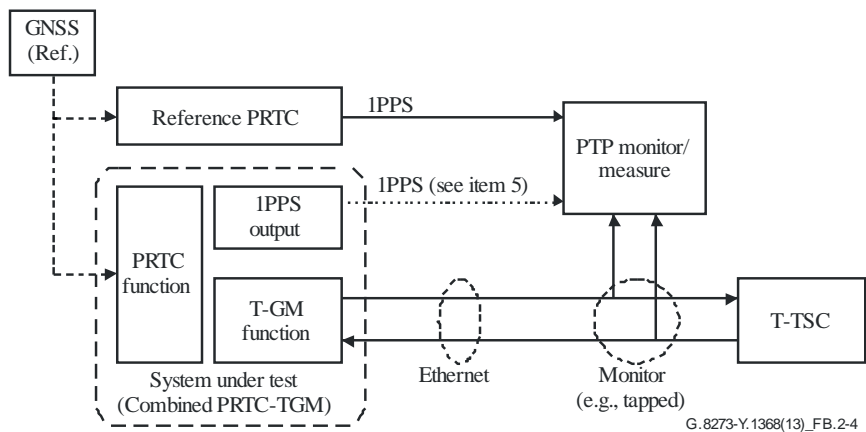 GNSS
(Ref.)
Reference PRTC
1PPS
PTP monitor/
measure
1PPS (see item 5)
1PPS
output
PRTC
function
T-GM
function
T-TSC
System under test
(Combined PRTC-TGM)
Ethernet
Monitor
(e.g., tapped)
G.8273-Y.1368(13)_FB.2-4